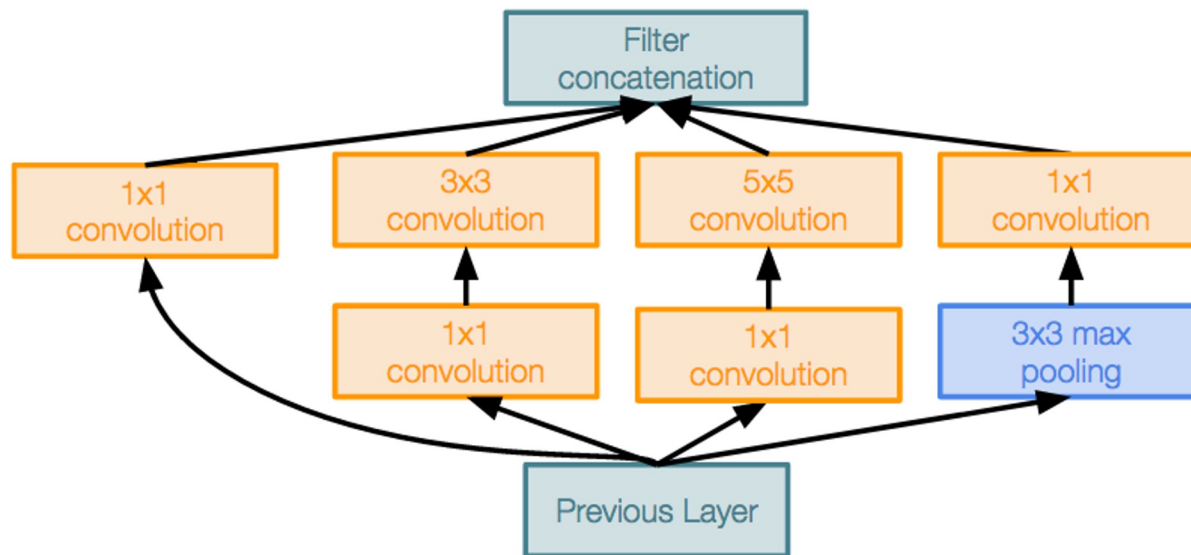 Filter
concatenation
1x1
convolution
3x3
convolution
5x5
convolution
1x1
convolution
1x1
convolution
1x1
convolution
3x3 max
pooling
Previous Layer